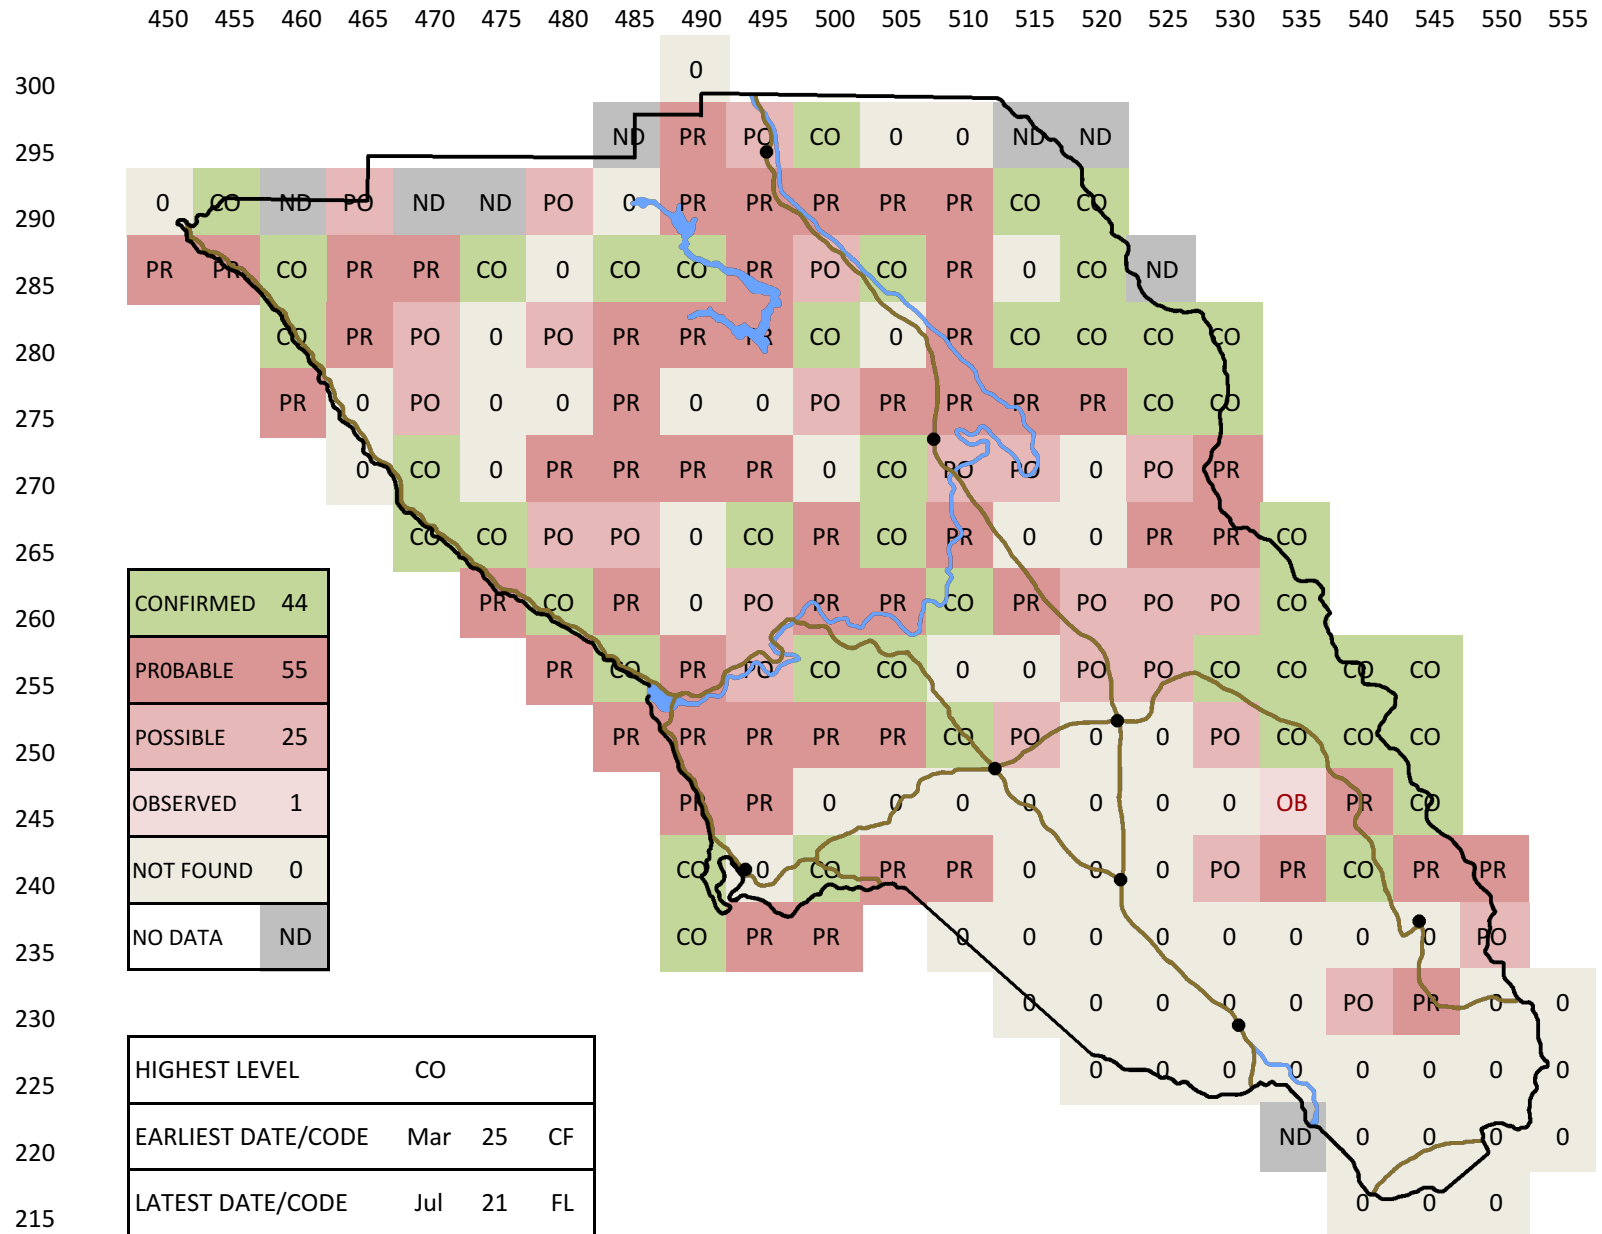 450 455 460 465 470 475 480 485 490 495 500 505 510 515 520 525 530 535 540 545 550 555
0
300
ND PR PO CO 0 0 ND ND
295
0 CO ND PO ND ND PO 0 PR PR PR PR PR CO CO
290
PR PR CO PR PR CO 0 CO CO PR PO CO PR 0 CO ND
285
CO PR PO 0 PO PR PR PR CO 0 PR CO CO CO CO
280
PR 0 PO 0 0 PR 0 0 PO PR PR PR PR CO CO
275
0 CO 0 PR PR PR PR 0 CO PO PO 0 PO PR
270
CO CO PO PO 0 CO PR CO PR 0 0 PR PR CO
265
CONFIRMED 44 PR CO PR 0 PO PR PR CO PR PO PO PO CO
260
PR0BABLE 55 PR CO PR PO CO CO 0 0 PO PO CO CO CO CO
255
POSSIBLE 25 PR PR PR PR PR CO PO 0 0 PO CO CO CO
250
OBSERVED 1 PR PR 0 0 0 0 0 0 0 OB PR CO
245
NOT FOUND 0 CO 0 CO PR PR 0 0 0 PO PR CO PR PR
240
NO DATA ND CO PR PR 0 0 0 0 0 0 0 0 PO
235
0 0 0 0 0 PO PR 0 0
230
HIGHEST LEVEL CO 0 0 0 0 0 0 0 0
225
EARLIEST DATE/CODE Mar 25 CF ND 0 0 0 0
220
LATEST DATE/CODE Jul 21 FL 0 0 0
215